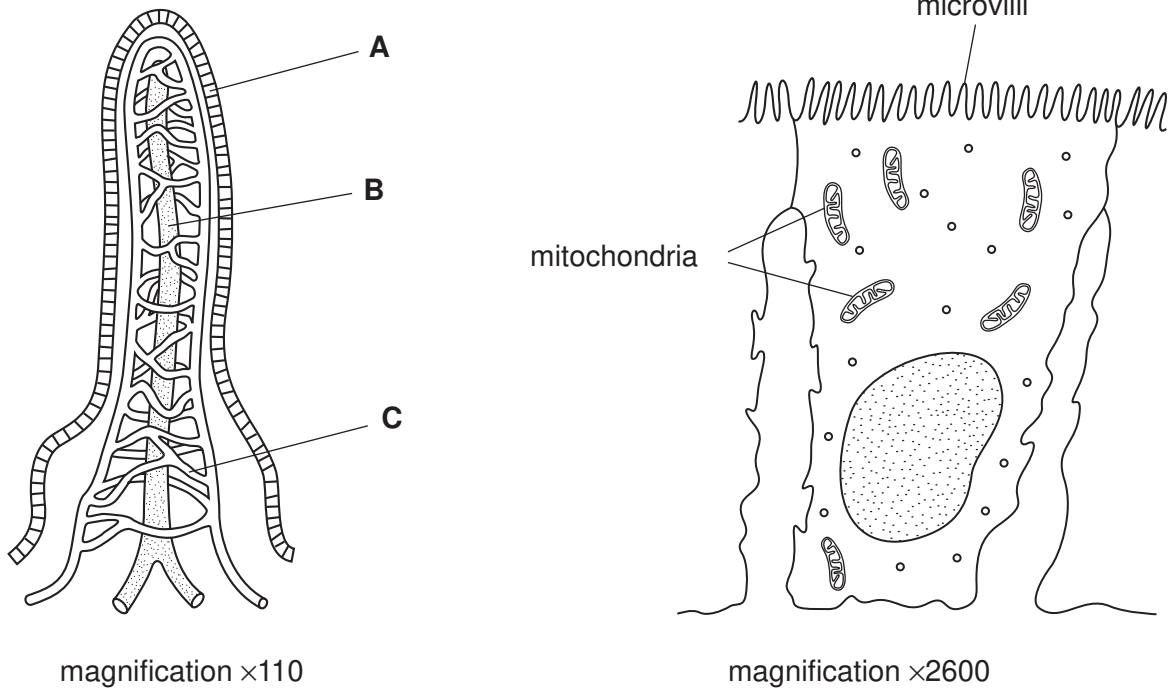 microvilli
A
B
mitochondria
C
magnification ×110
magnification ×2600